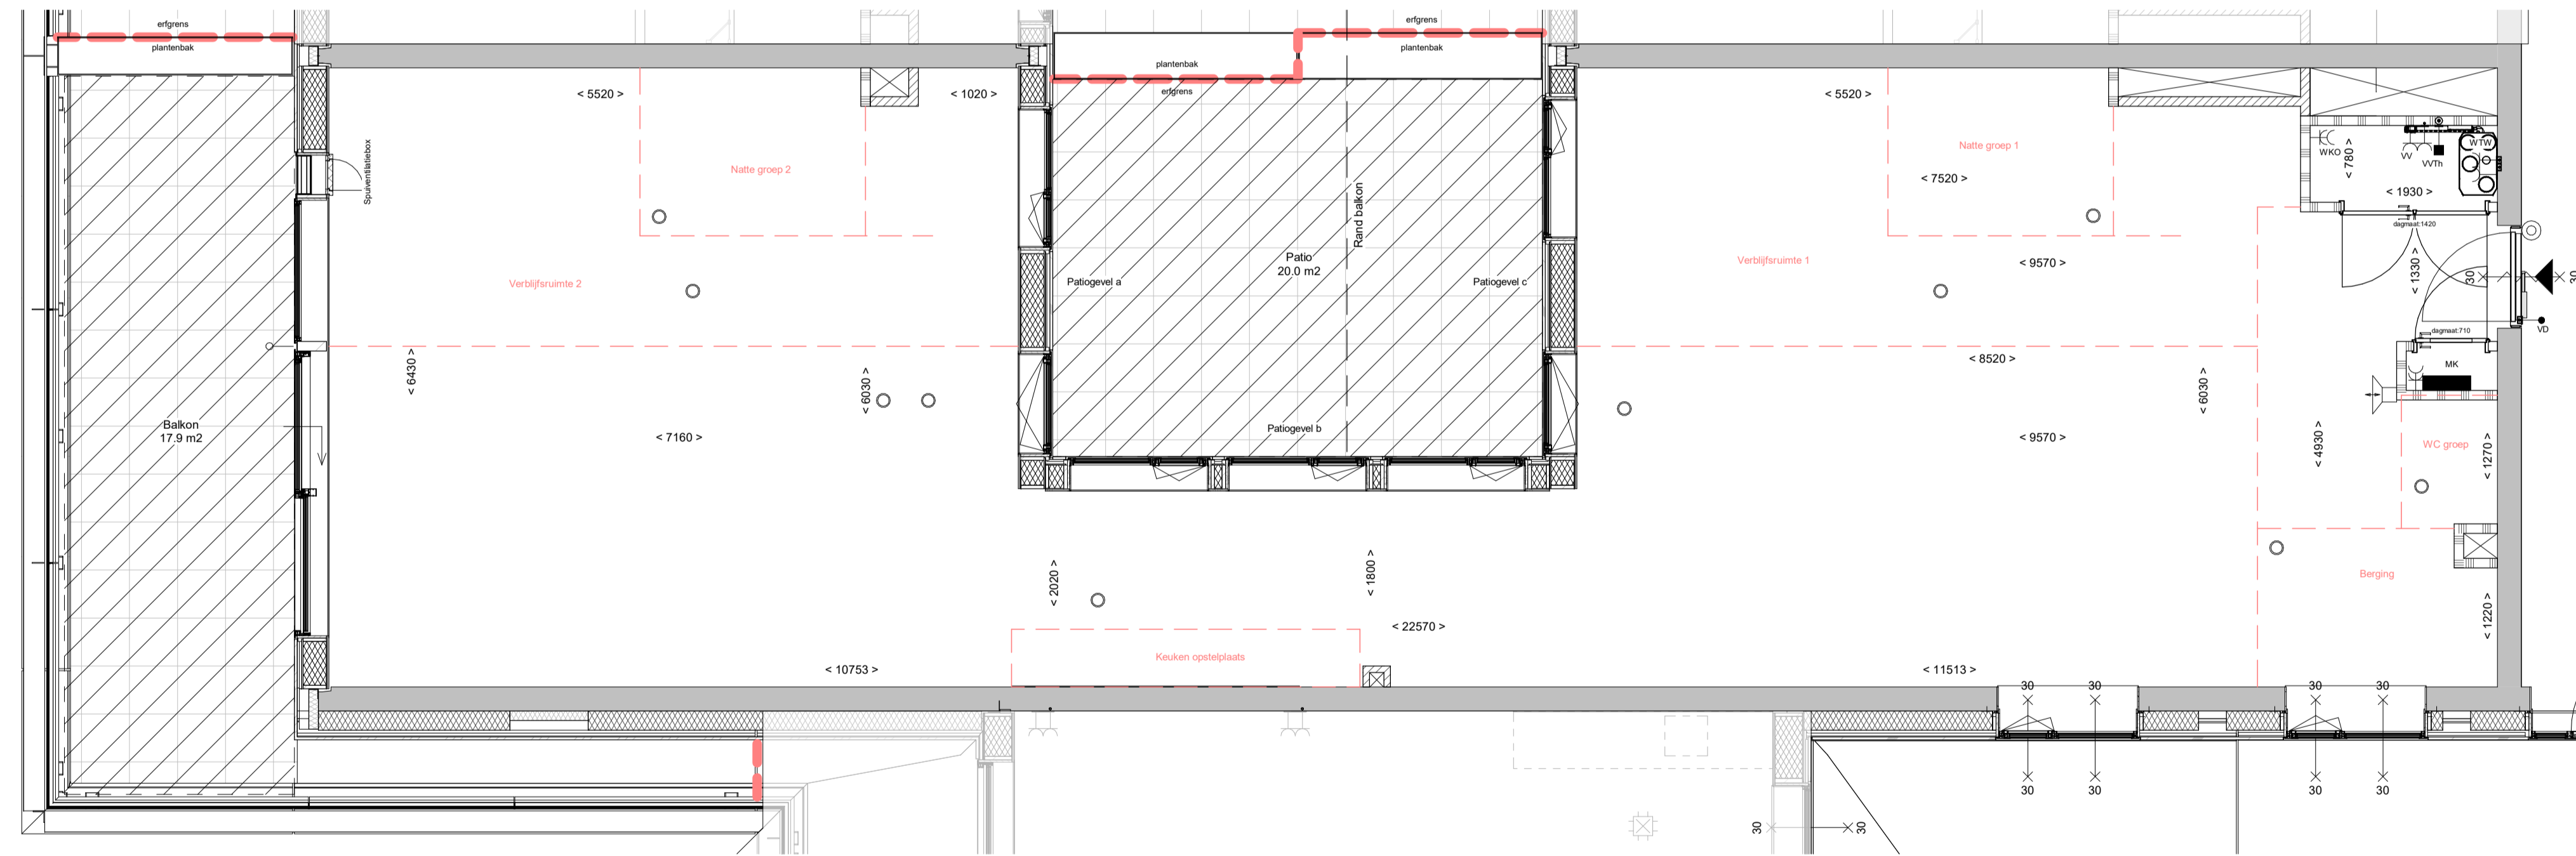 erfgrens
plantenbak
erfgrens
plantenbak
plantenbak
erfgrens
< 5520 >
< 1020 >
< 5520 >
Spuiventilatiebox
Natte groep 2
Natte groep 1
< 7520 >
WKO
< 780 >
VV
VVTh
WTW
< 1930 >
dagmaat:1420
Rand balkon
Patio
20.0 m2
Patiogevel a
Patiogevel c
Verblijfsruimte 2
Verblijfsruimte 1
< 9570 >
< 1330 >
30
30
VD
dagmaat:710
MK
< 6430 >
< 6030 >
< 8520 >
< 6030 >
Balkon
17.9 m2
< 7160 >
Patiogevel b
< 9570 >
< 4930 >
WC groep
< 1270 >
< 2020 >
< 1800 >
Berging
< 1220 >
< 22570 >
Keuken opstelplaats
< 10753 >
< 11513 >
30
30
30
30
30
30
30
30
30
30